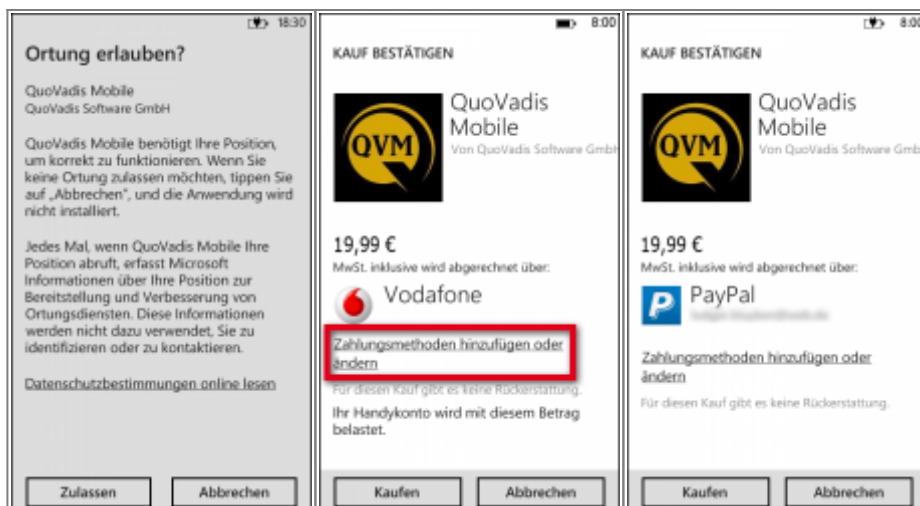 18:30
Ortung erlauben?
QuoVadis Mobile
QuoVadis Software GmbH
QuoVadis Mobile benötigt Ihre Position,
um korrekt zu funktionieren. Wenn Sie
keine Ortung zulassen möchten, tippen Sie
auf „Abbrechen“, und die Anwendung wird
nicht installiert.
Jedes Mal, wenn QuoVadis Mobile Ihre
Position abruft, erfasst Microsoft
Informationen über Ihre Position zur
Bereitstellung und Verbesserung von
Ortungsdiensten. Diese Informationen
werden nicht dazu verwendet, Sie zu
identifizieren oder zu kontaktieren.
Datenschutzbestimmungen online lesen
Zulassen
Abbrechen
8:00
KAUF BESTÄTIGEN
QVM
QuoVadis
Mobile
Von QuoVadis Software GmbH
19,99 €
MwSt. inklusive wird abgerechnet über:
Vodafone
Zahlungsmethoden hinzufügen oder
ändern
Für diesen Kauf gibt es keine Rückerstattung.
Ihr Handykonto wird mit diesem Betrag
belastet.
Kaufen
Abbrechen
8:00
KAUF BESTÄTIGEN
QVM
QuoVadis
Mobile
Von QuoVadis Software Gmb
19,99 €
MwSt. inklusive wird abgerechnet über:
P
PayPal
Zahlungsmethoden hinzufügen oder
ändern
Für diesen Kauf gibt es keine Rückerstattung.
Kaufen
Abbrechen